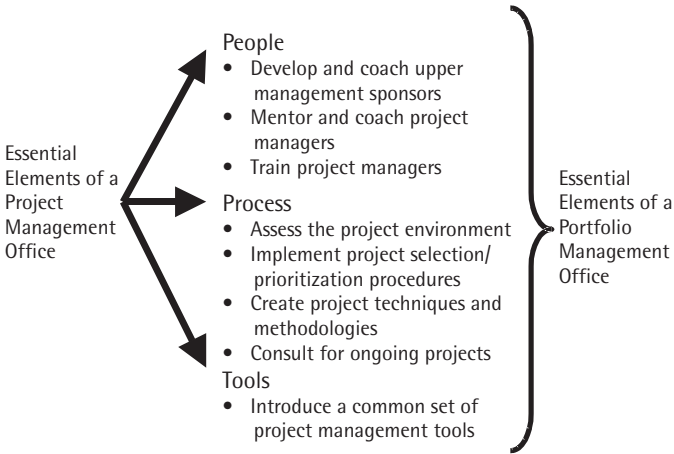 Essential
Elements of a
Project
Management
Office
People
• Develop and coach upper
management sponsors
• Mentor and coach project
managers
• Train project managers
Process
• Assess the project environment
• Implement project selection/
prioritization procedures
• Create project techniques and
methodologies
• Consult for ongoing projects
Tools
• Introduce a common set of
project management tools
Essential
Elements of a
Portfolio
Management
Office